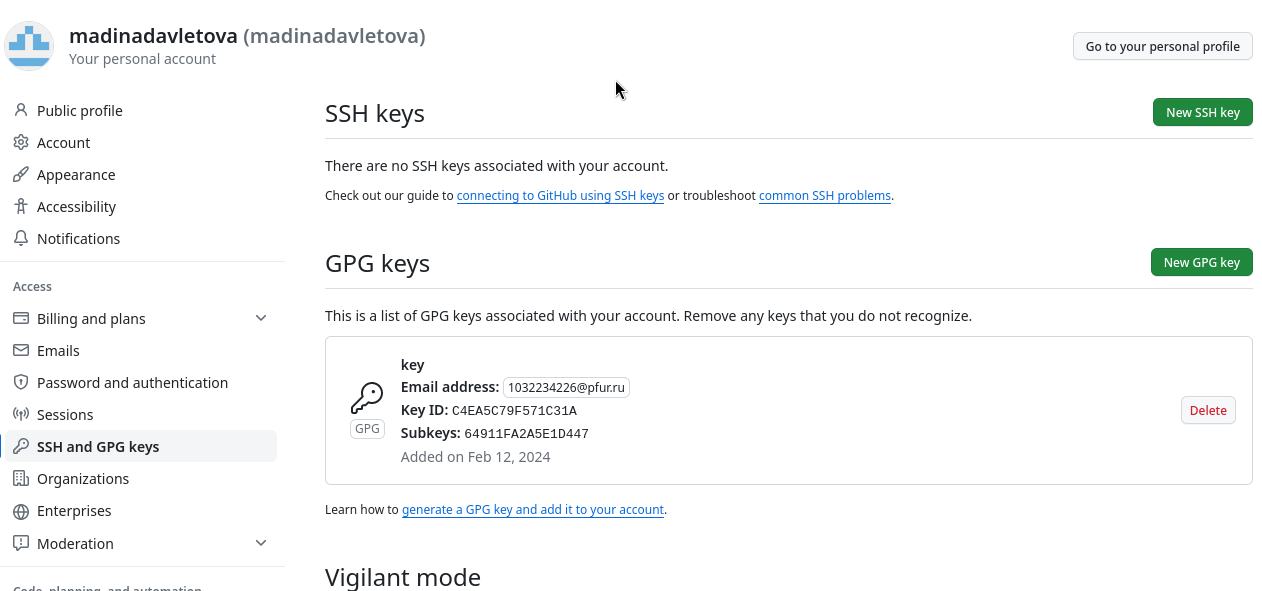 madinadavletova (madinadavletova)
Your personal account
Go to your personal profile
Public profile
Account
Appearance
Accessibility
Notifications
Access
Billing and plans
Emails
Password and authentication
Sessions
SSH and GPG keys
Organizations
Enterprises
Moderation
Code, planning, and automation
SSH keys
New SSH key
There are no SSH keys associated with your account.
Check out our guide to connecting to GitHub using SSH keys or troubleshoot common SSH problems.
GPG keys
New GPG key
This is a list of GPG keys associated with your account. Remove any keys that you do not recognize.
key
Email address: 1032234226@pfur.ru
Key ID: C4EA5C79F571C31A
GPG
Subkeys: 64911FA2A5E1D447
Added on Feb 12, 2024
Delete
Learn how to generate a GPG key and add it to your account.
Vigilant mode